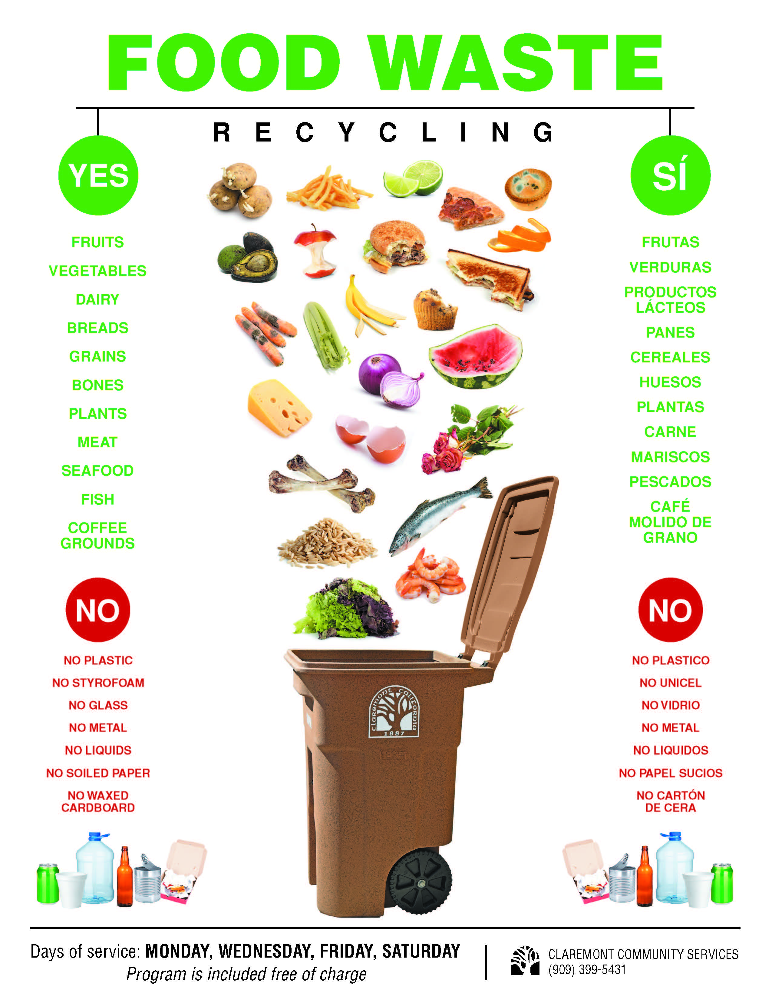 FOOD WASTE
RECYCLING
YES
FRUITS
VEGETABLES
DAIRY
BREADS
GRAINS
BONES
PLANTS
MEAT
SEAFOOD
FISH
COFFEE
GROUNDS
NO
NO PLASTIC
NO STYROFOAM
NO GLASS
NO METAL
NO LIQUIDS
NO SOILED PAPER
NO WAXED
CARDBOARD
SÍ
FRUTAS
VERDURAS
PRODUCTOS
LÁCTEOS
PANES
CEREALES
HUESOS
PLANTAS
CARNE
MARISCOS
PESCADOS
CAFÉ
MOLIDO DE
GRANO
NO
NO PLASTICO
NO UNICEL
NO VIDRIO
NO METAL
NO LIQUIDOS
NO PAPEL SUCIOS
NO CARTÓN
DE CERA
claremont california
1887
Days of service: MONDAY, WEDNESDAY, FRIDAY, SATURDAY
Program is included free of charge
CLAREMONT COMMUNITY SERVICES
(909) 399-5431